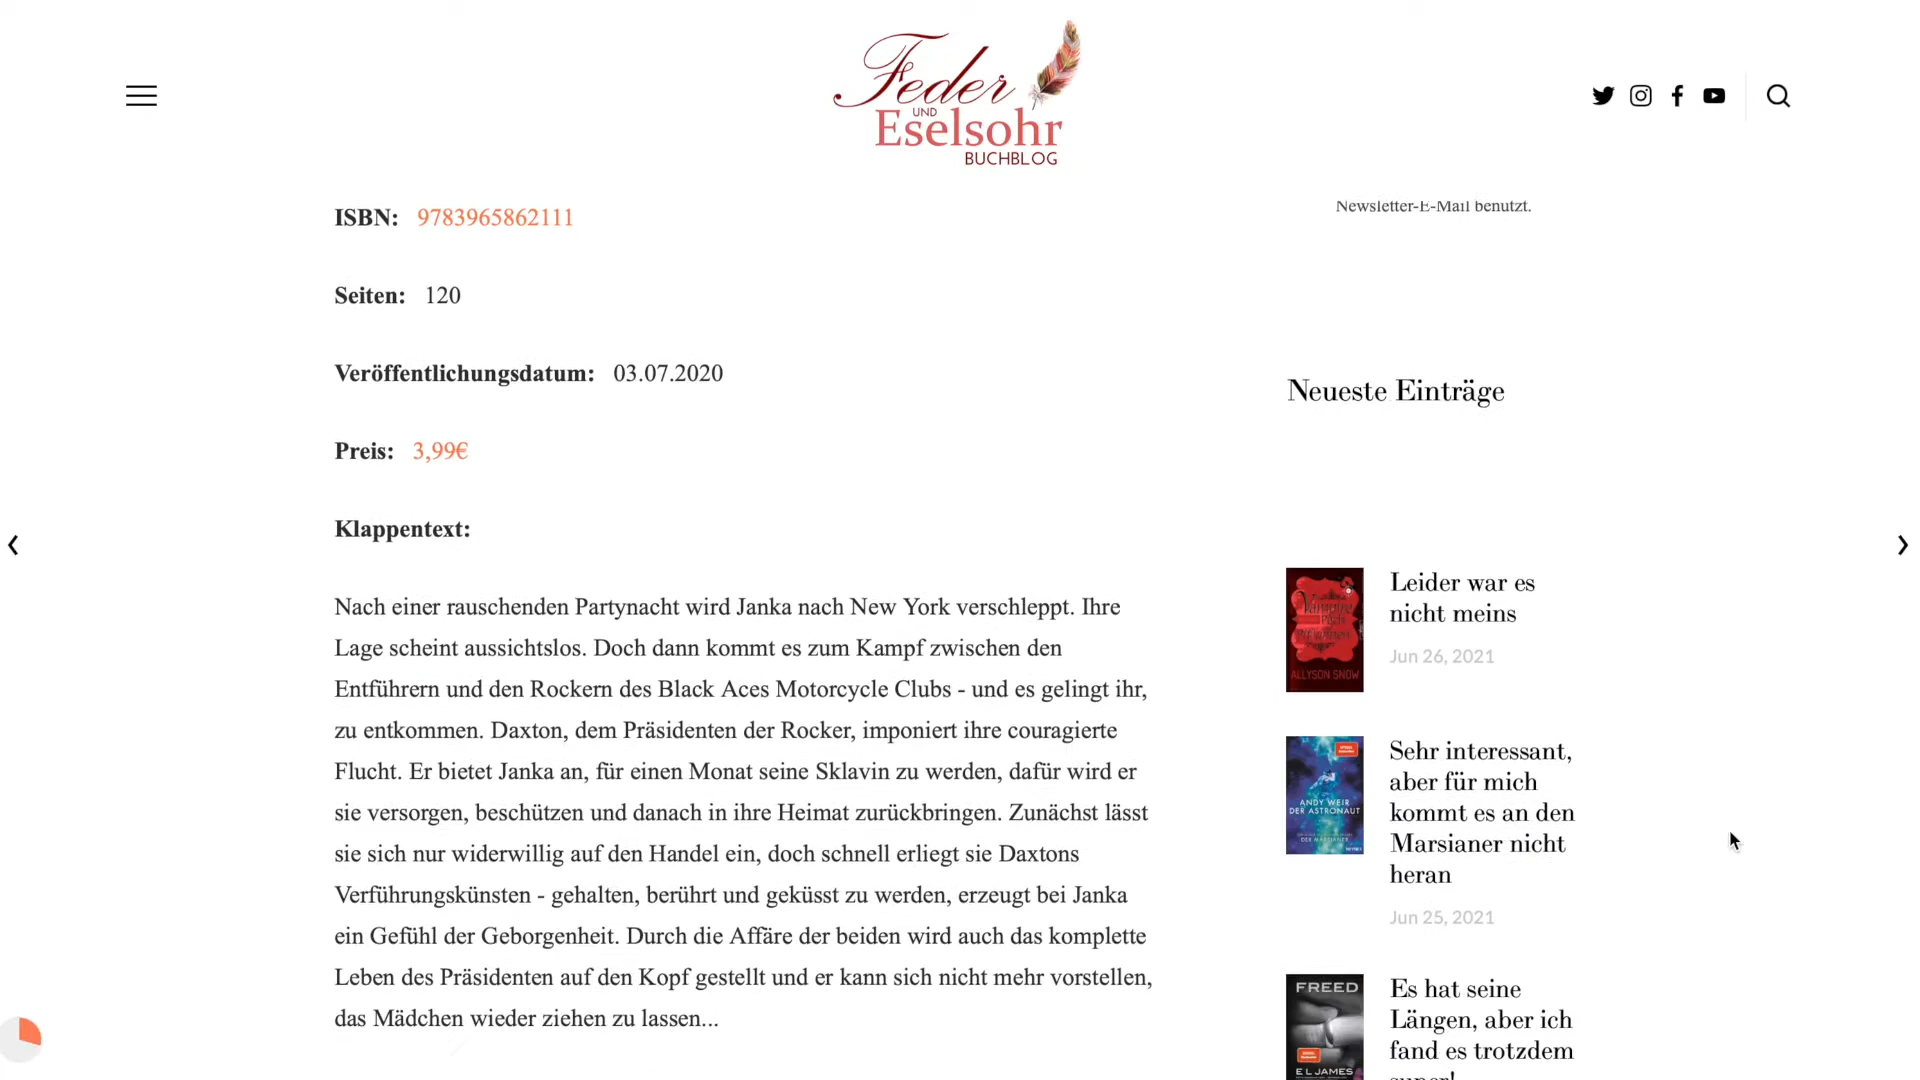 Feder
UND
Eselsohr
BUCHBLOG
Newsletter-E-Mail benutzt.
ISBN: 9783965862111
Seiten: 120
Veröffentlichungsdatum: 03.07.2020
Preis: 3,99€
Klappentext:
Nach einer rauschenden Partynacht wird Janka nach New York verschleppt. Ihre
Lage scheint aussichtslos. Doch dann kommt es zum Kampf zwischen den
Entführern und den Rockern des Black Aces Motorcycle Clubs - und es gelingt ihr,
zu entkommen. Daxton, dem Präsidenten der Rocker, imponiert ihre couragierte
Flucht. Er bietet Janka an, für einen Monat seine Sklavin zu werden, dafür wird er
sie versorgen, beschützen und danach in ihre Heimat zurückbringen. Zunächst lässt
sie sich nur widerwillig auf den Handel ein, doch schnell erliegt sie Daxtons
Verführungskünsten - gehalten, berührt und geküsst zu werden, erzeugt bei Janka
ein Gefühl der Geborgenheit. Durch die Affäre der beiden wird auch das komplette
Leben des Präsidenten auf den Kopf gestellt und er kann sich nicht mehr vorstellen,
das Mädchen wieder ziehen zu lassen...
Neueste Einträge
ALLYSON SNOW
Leider war es
nicht meins
Jun 26, 2021
ANDY WEIR
DER ASTRONAUT
Sehr interessant,
aber für mich
kommt es an den
Marsianer nicht
heran
Jun 25, 2021
FREED
E L JAMES
Es hat seine
Längen, aber ich
fand es trotzdem
super!